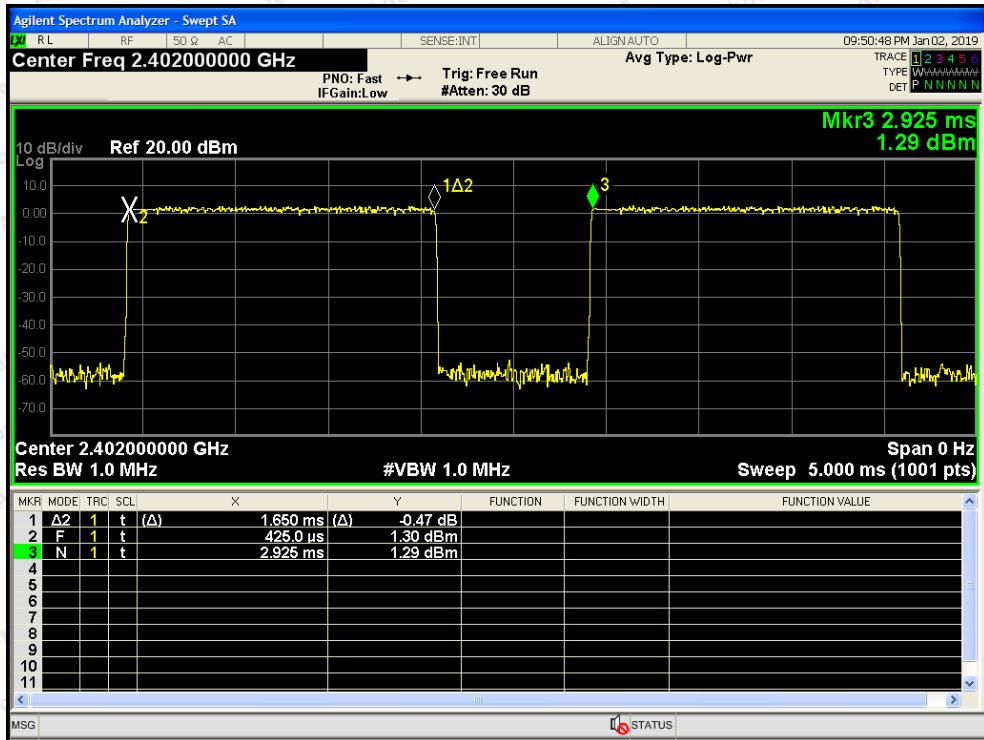 Agilent Spectrum Analyzer - Swept SA
LXI RL RF 50 Ω AC SENSE:INT ALIGN AUTO 09:50:48 PM Jan 02, 2019
Center Freq 2.402000000 GHz Avg Type: Log-Pwr TRACE 1 2 3 4 5 6
PNO: Fast Trig: Free Run TYPE WWWWWW
IFGain:Low #Atten: 30 dB DET P N N N N N
Mkr3 2.925 ms
10 dB/div Ref 20.00 dBm 1.29 dBm
Log
10.0 1Δ2 3
0.00 2
-10.0
-20.0
-30.0
-40.0
-50.0
-60.0
-70.0
Center 2.402000000 GHz Span 0 Hz
Res BW 1.0 MHz #VBW 1.0 MHz Sweep 5.000 ms (1001 pts)
MKR MODE TRC SCL X Y FUNCTION FUNCTION WIDTH FUNCTION VALUE
1 Δ2 1 t (Δ) 1.650 ms (Δ) -0.47 dB
2 F 1 t 425.0 µs 1.30 dBm
3 N 1 t 2.925 ms 1.29 dBm
4
5
6
7
8
9
10
11
MSG STATUS